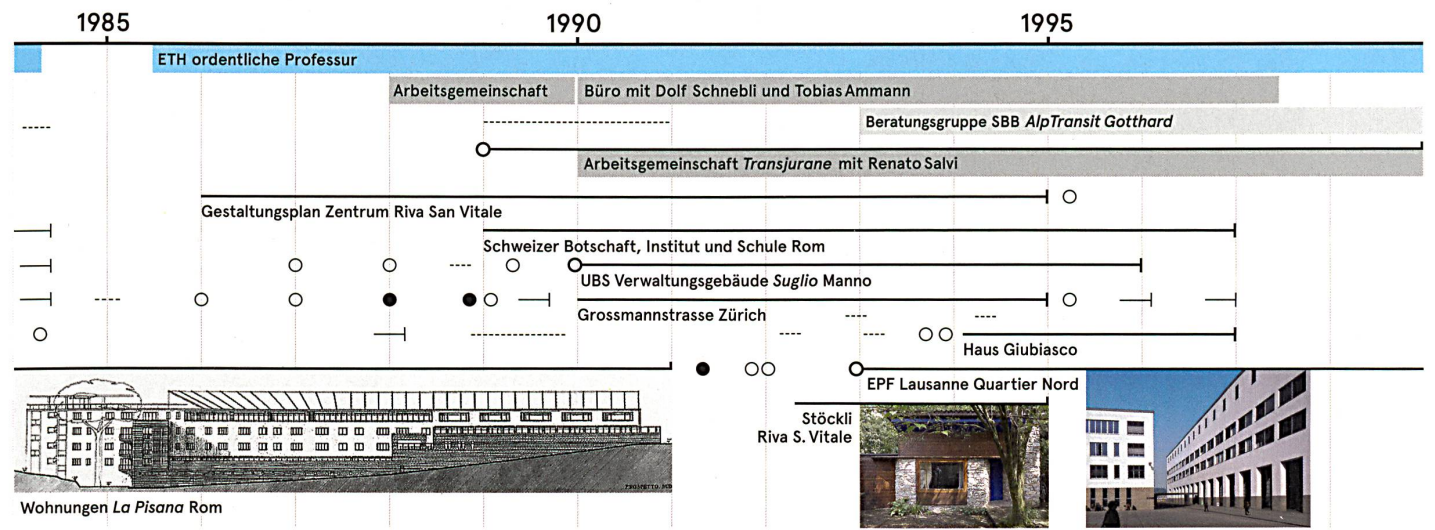 1985 1990 1995
ETH ordentliche Professur
Arbeitsgemeinschaft
Büro mit Dolf Schnebli und Tobias Ammann
Beratungsgruppe SBB AlpTransit Gotthard
Arbeitsgemeinschaft Transjurane mit Renato Salvi
Gestaltungsplan Zentrum Riva San Vitale
Schweizer Botschaft, Institut und Schule Rom
UBS Verwaltungsgebäude Suglio Manno
Grossmannstrasse Zürich
Haus Giubiasco
EPF Lausanne Quartier Nord
Stöckli
Riva S. Vitale
Wohnungen La Pisana Rom